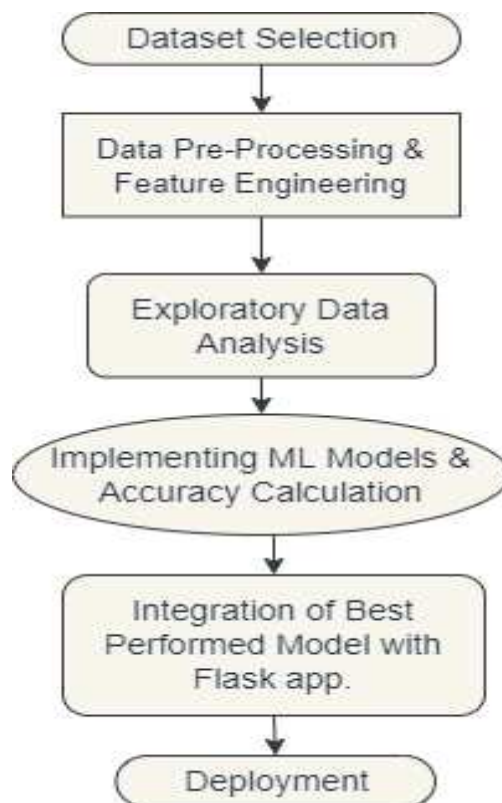 Dataset Selection
Data Pre-Processing &
Feature Engineering
Exploratory Data
Analysis
Implementing ML Models &
Accuracy Calculation
Integration of Best
Performed Model with
Flask app.
Deployment